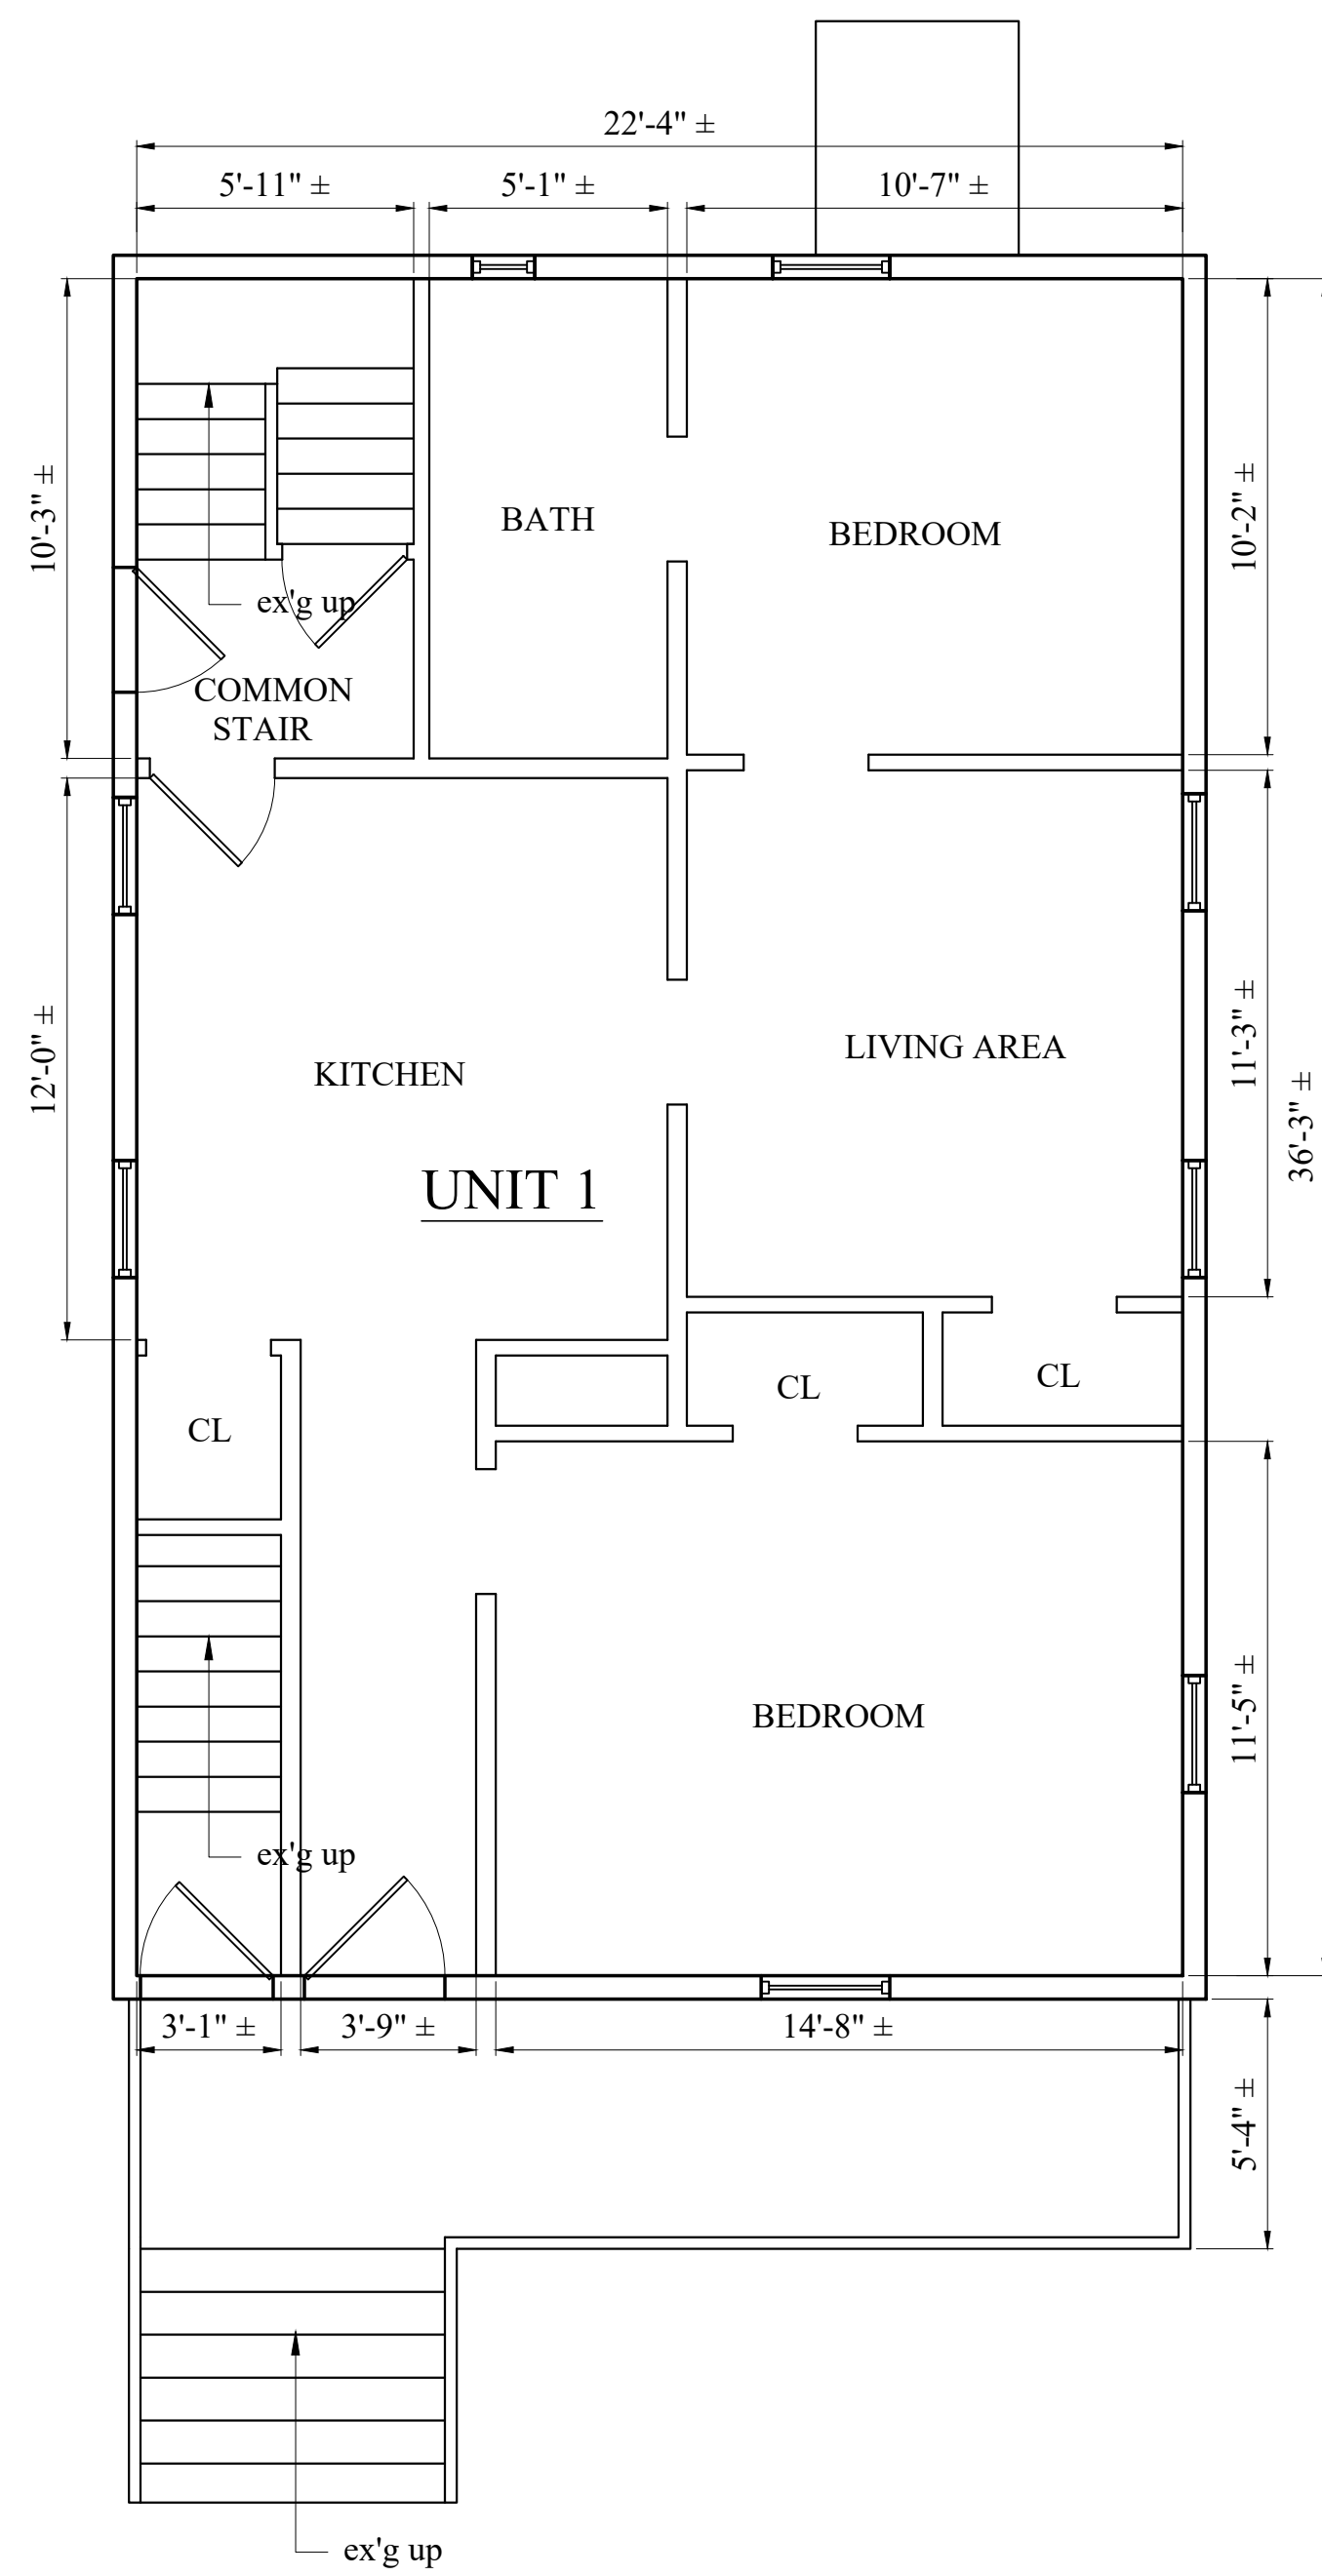 22'-4" ±
5'-11" ±
5'-1" ±
10'-7" ±
10'-3" ±
10'-2" ±
BATH
BEDROOM
ex'g up
COMMON
STAIR
12'-0" ±
11'-3" ±
36'-3" ±
KITCHEN
LIVING AREA
UNIT 1
CL
CL
CL
11'-5" ±
BEDROOM
ex'g up
3'-1" ±
3'-9" ±
14'-8" ±
5'-4" ±
ex'g up